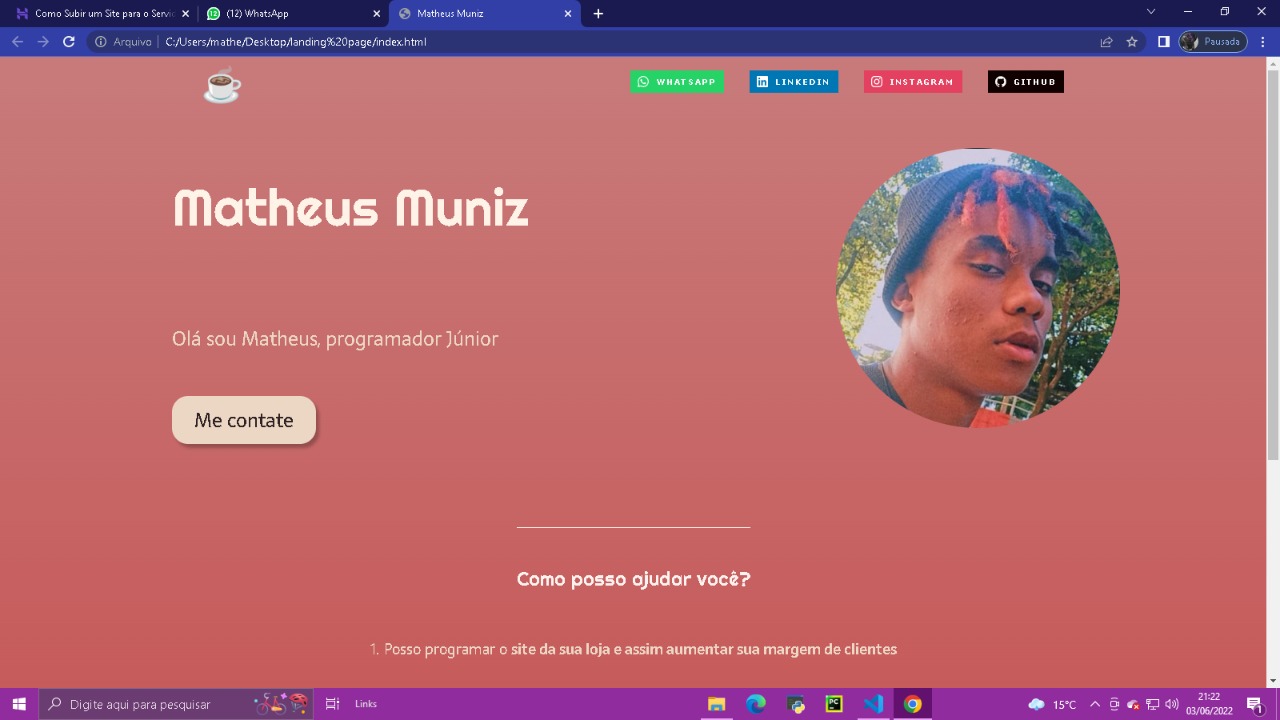 Como Subir um Site para o Servic
(12) WhatsApp
Matheus Muniz
Arquivo
C:/Users/mathe/Desktop/landing%20page/index.html
Pausada
WHATSAPP
LINKEDIN
INSTAGRAM
GITHUB
Matheus Muniz
Olá sou Matheus, programador Júnior
Me contate
Como posso ajudar você?
1. Posso programar o site da sua loja e assim aumentar sua margem de clientes
Digite aqui para pesquisar
Links
15°C
21:22
03/06/2022